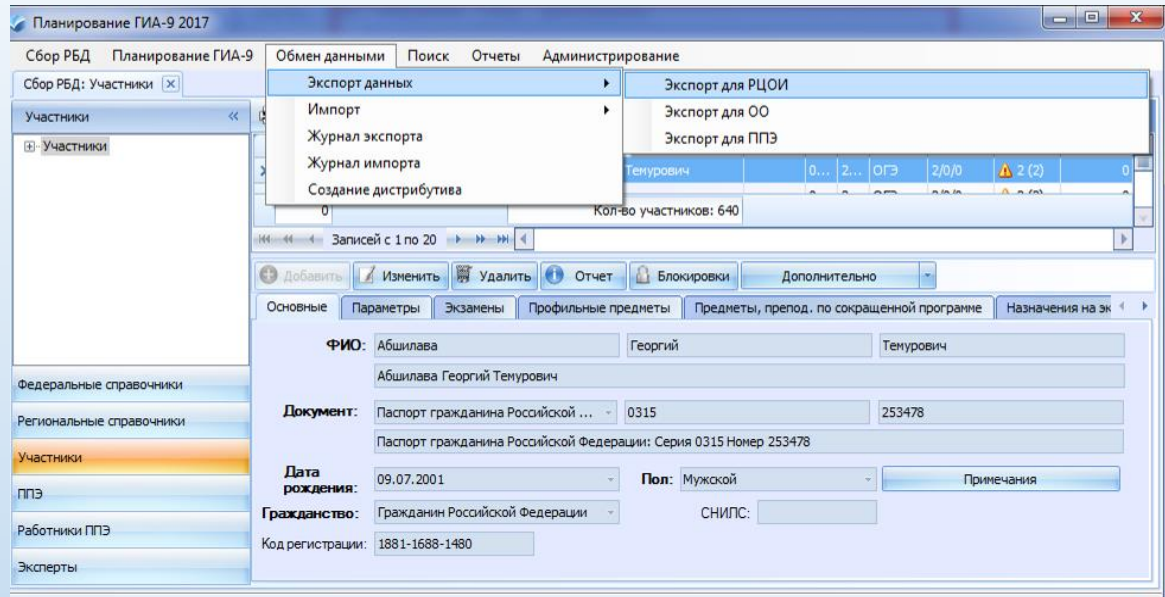 Планирование ГИА-9 2017
Сбор РБД Планирование ГИА-9 Обмен данными Поиск Отчеты Администрирование
Сбор РБД: Участники
Экспорт данных
Экспорт для РЦОИ
Участники
Импорт
Экспорт для ОО
Участники
Журнал экспорта
Экспорт для ППЭ
Журнал импорта
Темурович 0... 2... ОГЭ 2/0/0 2 (2) 0
Создание дистрибутива
0 Кол-во участников: 640
Записей с 1 по 20
Добавить Изменить Удалить Отчет Блокировки Дополнительно
Основные Параметры Экзамены Профильные предметы Предметы, препод. по сокращенной программе Назначения на эк
ФИО: Абшилава Георгий Темурович
Абшилава Георгий Темурович
Федеральные справочники
Документ: Паспорт гражданина Российской ... 0315 253478
Региональные справочники
Паспорт гражданина Российской Федерации: Серия 0315 Номер 253478
Участники
Дата рождения: 09.07.2001 Пол: Мужской Примечания
ППЭ
Гражданство: Гражданин Российской Федерации СНИЛС:
Работники ППЭ
Код регистрации: 1881-1688-1480
Эксперты